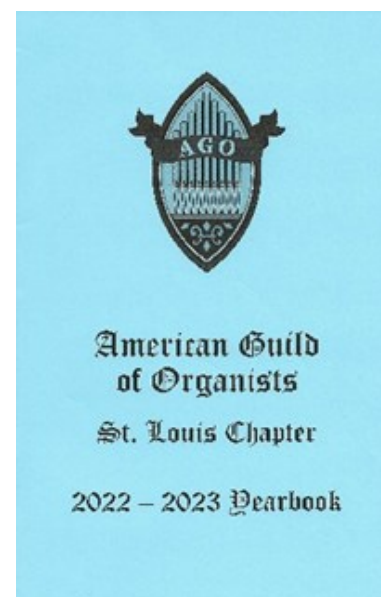 AGO
American Guild
of Organists
St. Louis Chapter
2022 – 2023 Yearbook